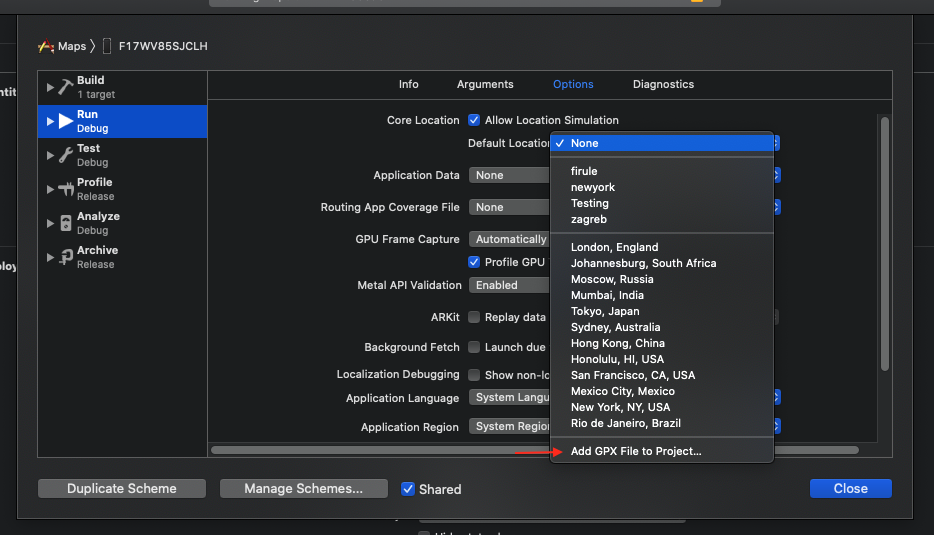 Maps 〉 F17WV85SJCLH
Build
1 target
Run
Debug
Test
Debug
Profile
Release
Analyze
Debug
Archive
Release
Info Arguments Options Diagnostics
Core Location Allow Location Simulation
Default Location
Application Data None
Routing App Coverage File None
GPU Frame Capture Automatically
Profile GPU
Metal API Validation Enabled
ARKit Replay data
Background Fetch Launch due
Localization Debugging Show non-lo
Application Language System Langu
Application Region System Region
✓ None
firule
newyork
Testing
zagreb
London, England
Johannesburg, South Africa
Moscow, Russia
Mumbai, India
Tokyo, Japan
Sydney, Australia
Hong Kong, China
Honolulu, HI, USA
San Francisco, CA, USA
Mexico City, Mexico
New York, NY, USA
Rio de Janeiro, Brazil
Add GPX File to Project...
Duplicate Scheme Manage Schemes... Shared Close